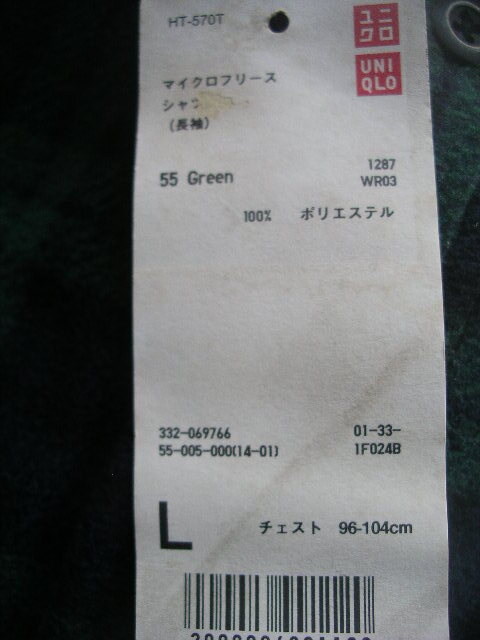 HT-570T
ユニ
クロ
UNI
QLO
マイクロフリース
シャツ
(長袖)
55 Green
1287
WR03
100% ポリエステル
332-069766
01-33-
55-005-000(14-01)
1F024B
L
チェスト 96-104cm